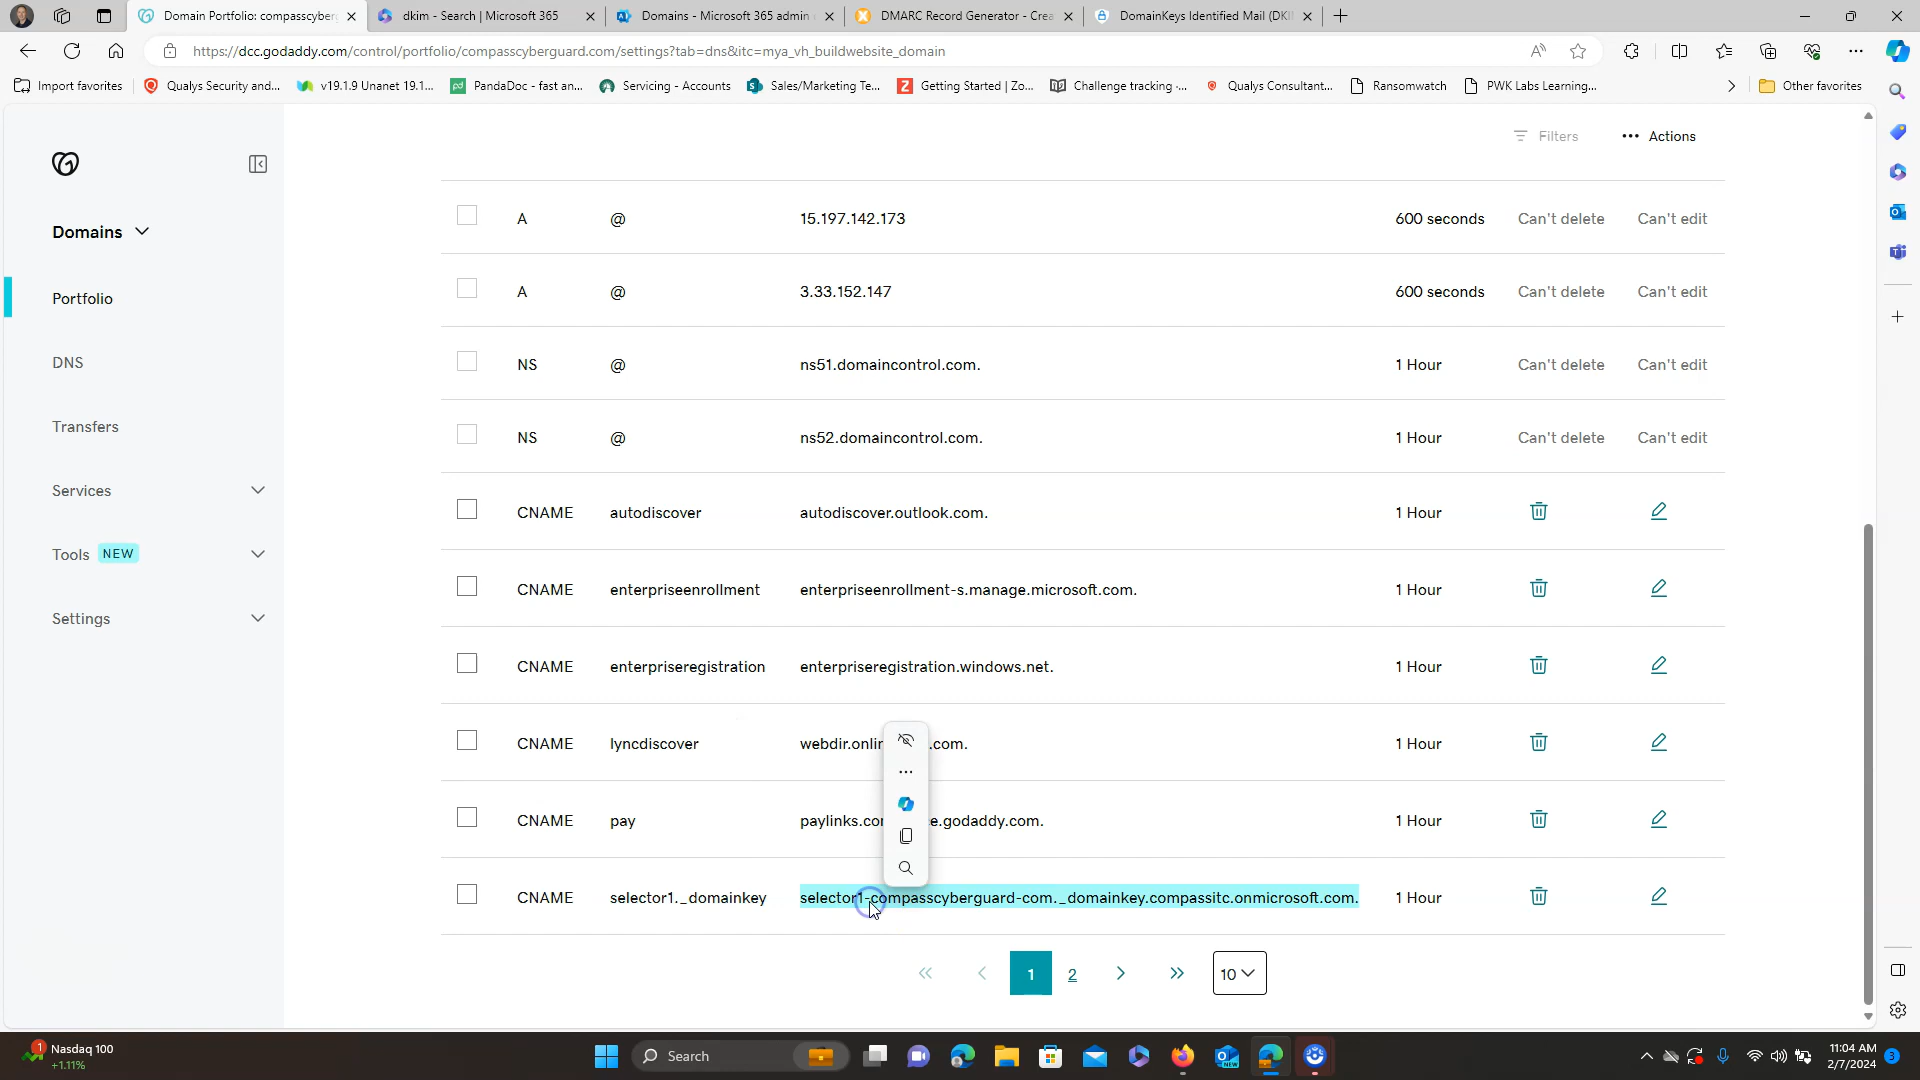 Domain Portfolio: compasscyber
dkim - Search | Microsoft 365
Domains - Microsoft 365 admin
DMARC Record Generator - Crea
DomainKeys Identified Mail (DKI
https://dcc.godaddy.com/control/portfolio/compasscyberguard.com/settings?tab=dns&itc=mya_vh_buildwebsite_domain
Import favorites
Qualys Security and...
v19.1.9 Unanet 19.1...
PandaDoc - fast an...
Servicing - Accounts
Sales/Marketing Te...
Getting Started | Zo...
Challenge tracking -...
Qualys Consultant...
Ransomwatch
PWK Labs Learning...
Other favorites
Filters
Actions
Domains
Portfolio
DNS
Transfers
Services
Tools NEW
Settings
A @ 15.197.142.173 600 seconds Can't delete Can't edit
A @ 3.33.152.147 600 seconds Can't delete Can't edit
NS @ ns51.domaincontrol.com. 1 Hour Can't delete Can't edit
NS @ ns52.domaincontrol.com. 1 Hour Can't delete Can't edit
CNAME autodiscover autodiscover.outlook.com. 1 Hour
CNAME enterpriseenrollment enterpriseenrollment-s.manage.microsoft.com. 1 Hour
CNAME enterpriseregistration enterpriseregistration.windows.net. 1 Hour
CNAME lyncdiscover 1 Hour
CNAME pay 1 Hour
CNAME selector1._domainkey selector1-compasscyberguard-com._domainkey.compassitc.onmicrosoft.com. 1 Hour
1 2 10
Nasdaq 100
+1.11%
1
Search
NEW
11:04 AM
2/7/2024
3